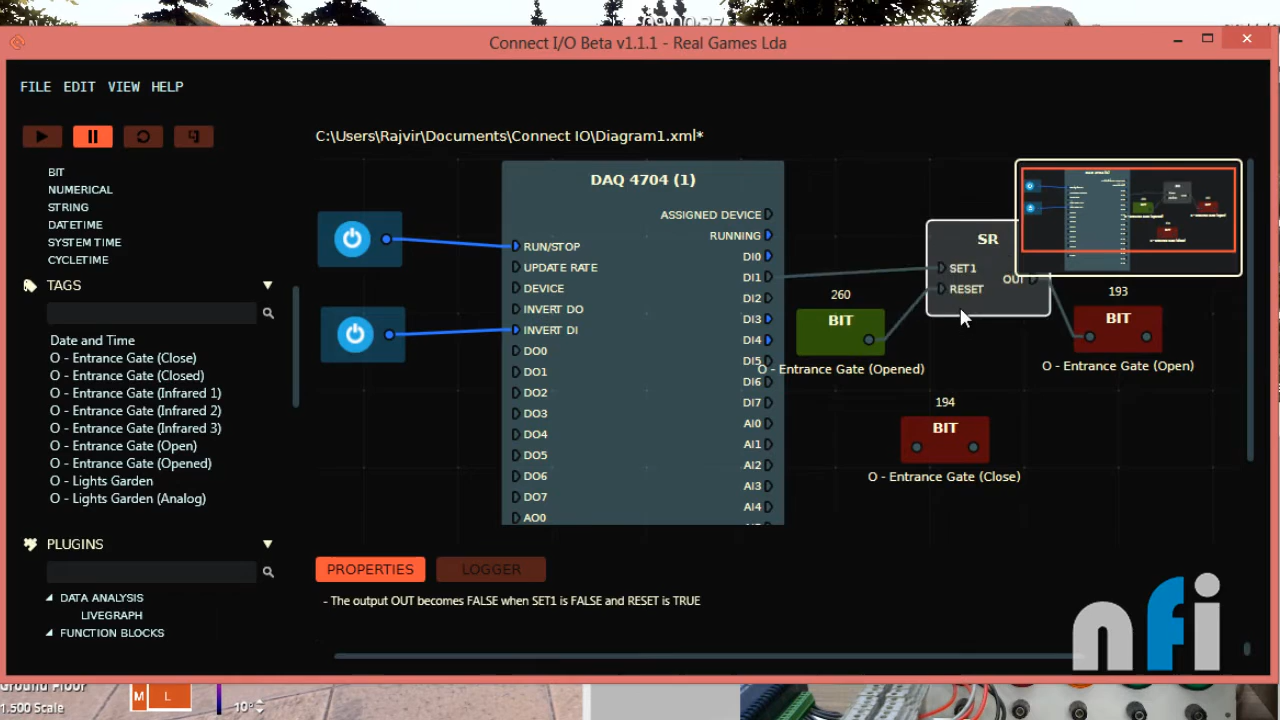 Connect I/O Beta v1.1.1 - Real Games Lda
FILE EDIT VIEW HELP
C:\Users\Rajvir\Documents\Connect IO\Diagram1.xml*
BIT
NUMERICAL
STRING
DATETIME
SYSTEM TIME
CYCLETIME
TAGS
Date and Time
O - Entrance Gate (Close)
O - Entrance Gate (Closed)
O - Entrance Gate (Infrared 1)
O - Entrance Gate (Infrared 2)
O - Entrance Gate (Infrared 3)
O - Entrance Gate (Open)
O - Entrance Gate (Opened)
O - Lights Garden
O - Lights Garden (Analog)
PLUGINS
DATA ANALYSIS
LIVEGRAPH
FUNCTION BLOCKS
DAQ 4704 (1)
ASSIGNED DEVICE
RUNNING
RUN/STOP
DI0
UPDATE RATE
DI1
DEVICE
DI2
INVERT DO
DI3
INVERT DI
DI4
DO0
DI5
DO1
DI6
DO2
DI7
DO3
AI0
DO4
AI1
DO5
AI2
DO6
AI3
DO7
AI4
AO0
SR
SET1
OUT
RESET
260
BIT
O - Entrance Gate (Opened)
193
BIT
O - Entrance Gate (Open)
194
BIT
O - Entrance Gate (Close)
PROPERTIES LOGGER
- The output OUT becomes FALSE when SET1 is FALSE and RESET is TRUE
nfi
Ground Floor
1.500 Scale
M L
10°